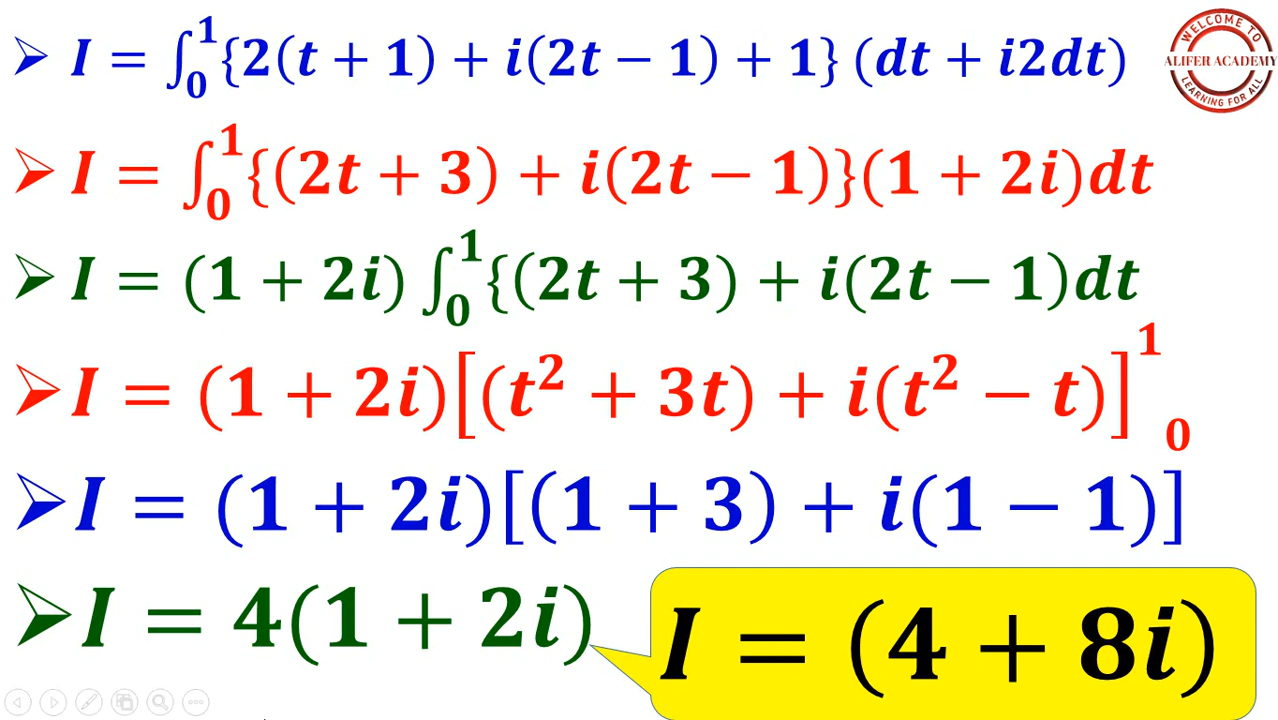 ➢ I = ∫₀¹{2(t + 1) + i(2t − 1) + 1} (dt + i2dt)
WELCOME TO
ALIFER ACADEMY
LEARNING FOR ALL
➢ I = ∫₀¹{(2t + 3) + i(2t − 1)}(1 + 2i)dt
➢ I = (1 + 2i) ∫₀¹{(2t + 3) + i(2t − 1)dt
➢ I = (1 + 2i)[(t² + 3t) + i(t² − t)]¹₀
➢ I = (1 + 2i)[(1 + 3) + i(1 − 1)]
➢ I = 4(1 + 2i)
I = (4 + 8i)